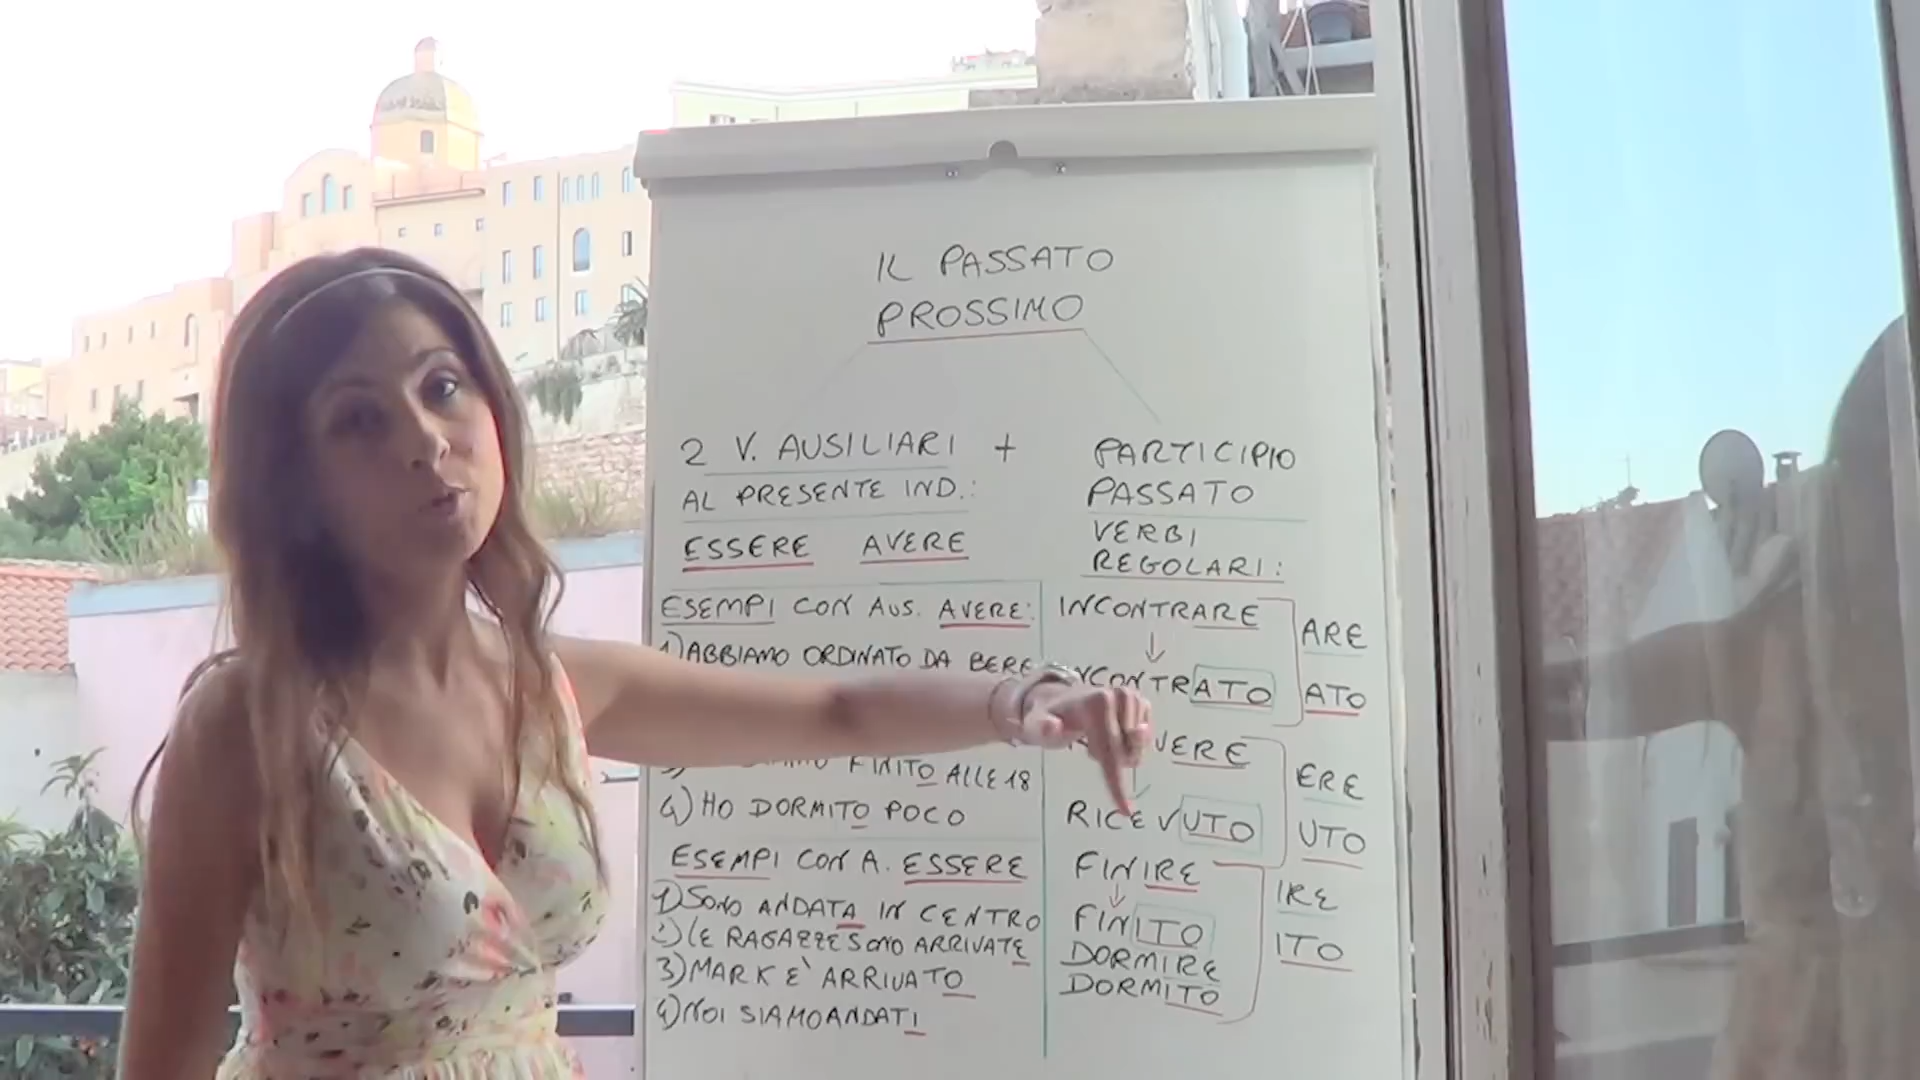 IL PASSATO
PROSSIMO
2 V. AUSILIARI +
AL PRESENTE IND.:
ESSERE AVERE
ESEMPI CON AUS. AVERE:
1) ABBIAMO ORDINATO DA BERE
FINITO ALLE 18
4) HO DORMITO POCO
ESEMPI CON A. ESSERE
1) SONO ANDATA IN CENTRO
2) LE RAGAZZE SONO ARRIVATE
3) MARK E` ARRIVATO
4) NOI SIAMO ANDATI
PARTICIPIO
PASSATO
VERBI
REGOLARI:
INCONTRARE
INCONTRATO
RICEVUTO
FINIRE
FINITO
DORMIRE
DORMITO
ARE
ATO
ERE
UTO
IRE
ITO